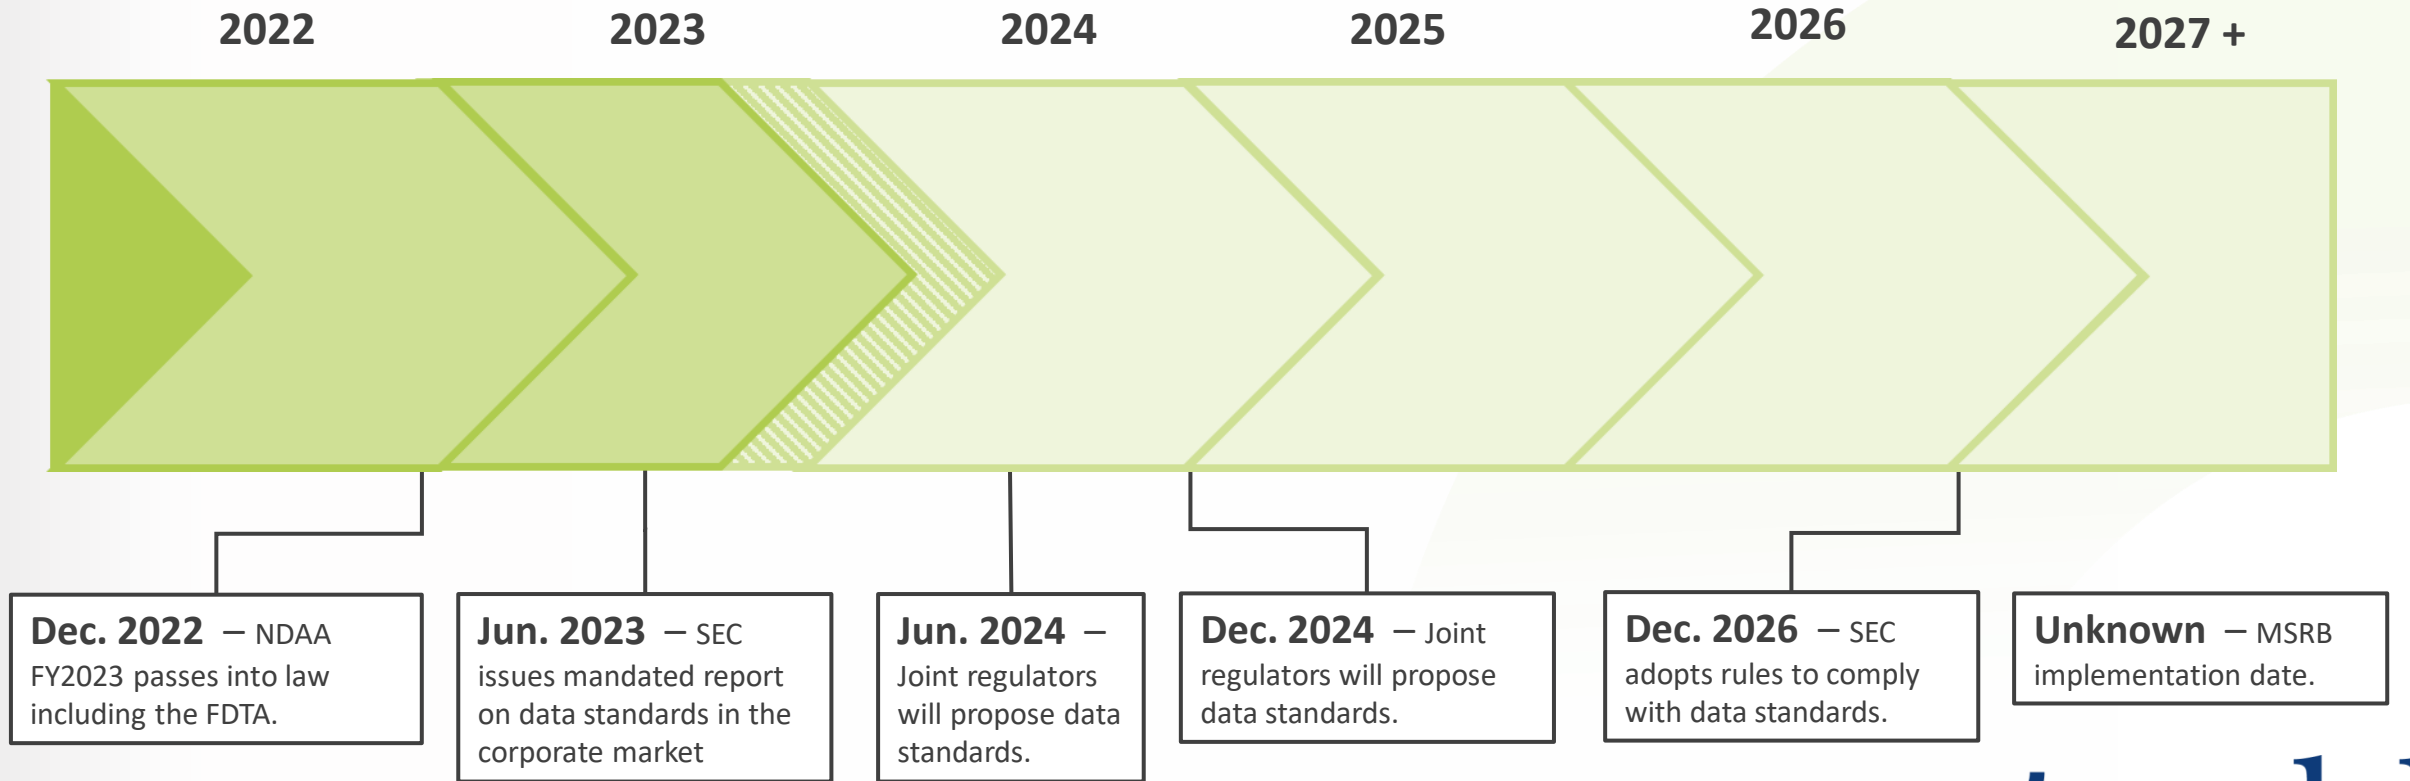 2022
2023
2024
2025
2026
2027 +
Dec. 2022 – NDAA
FY2023 passes into law
including the FDTA.
Jun. 2023 – SEC
issues mandated report
on data standards in the
corporate market
Jun. 2024 –
Joint regulators
will propose data
standards.
Dec. 2024 – Joint
regulators will propose
data standards.
Dec. 2026 – SEC
adopts rules to comply
with data standards.
Unknown – MSRB
implementation date.